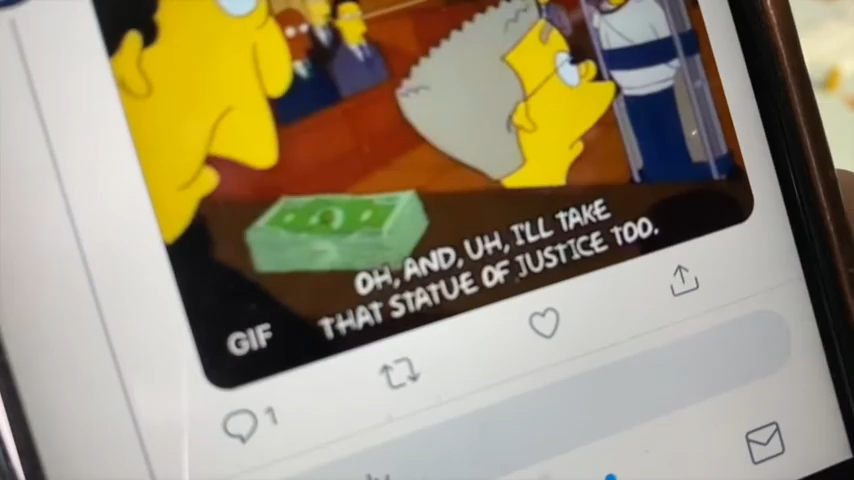 OH, AND, UH, I'LL TAKE
THAT STATUE OF JUSTICE TOO.
GIF
1